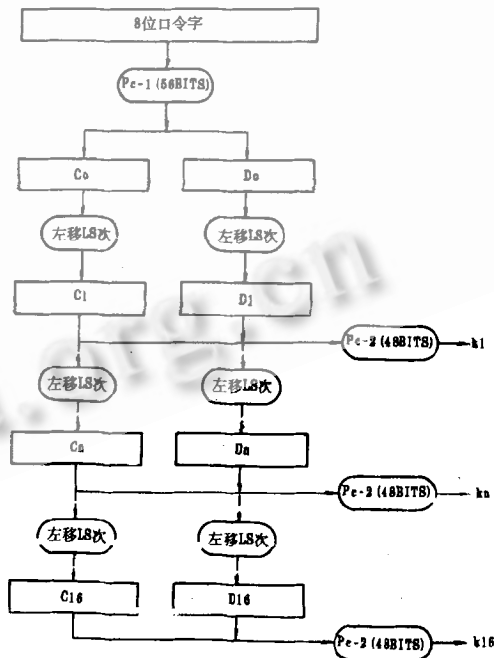 8位口令字
Pc-1 (56BITS)
Co Do
左移LS次 左移LS次
C1 D1
Pc-2 (48BITS) k1
左移LS次 左移LS次
Cn Dn
Pc-2 (48BITS) kn
左移LS次 左移LS次
C16 D16
Pc-2 (48BITS) k16
.org.cn